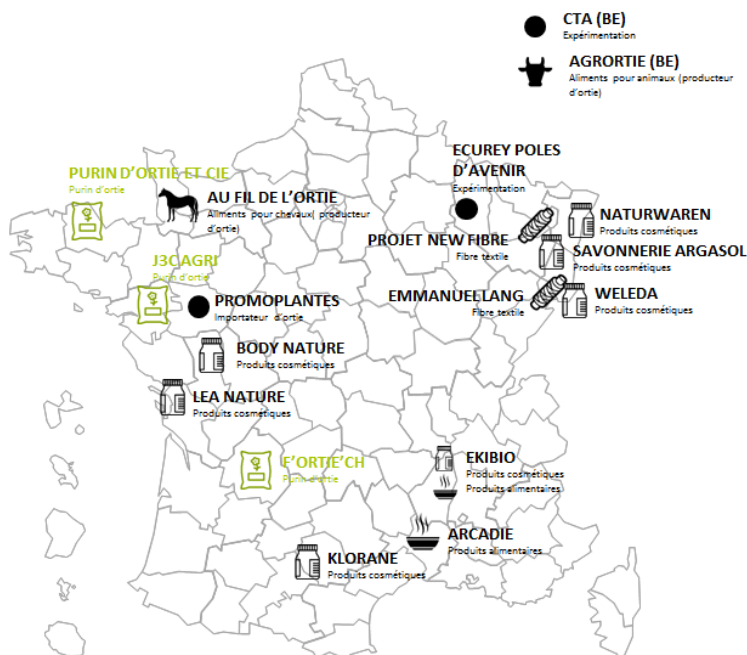 CTA (BE)
Expérimentation
AGRORTIE (BE)
Aliments pour animaux (producteur
d'ortie)
ECUREY POLES
D'AVENIR
Expérimentation
PURIN D'ORTIE ET CIE
Purin d'ortie
AU FIL DE L'ORTIE
Aliments pour chevaux( producteur
d'ortie)
NATURWAREN
Produits cosmétiques
PROJET NEW FIBRE
Fibre textile
SAVONNERIE ARGASOL
Produits cosmétiques
J3C AGRI
Purin d'ortie
EMMANUEL LANG
Fibre textile
WELEDA
Produits cosmétiques
PROMOPLANTES
Importateur d'ortie
BODY NATURE
Produits cosmétiques
LEA NATURE
Produits cosmétiques
F'ORTIE'CH
Purin d'ortie
EKIBIO
Produits cosmétiques
Produits alimentaires
ARCADIE
Produits alimentaires
KLORANE
Produits cosmétiques